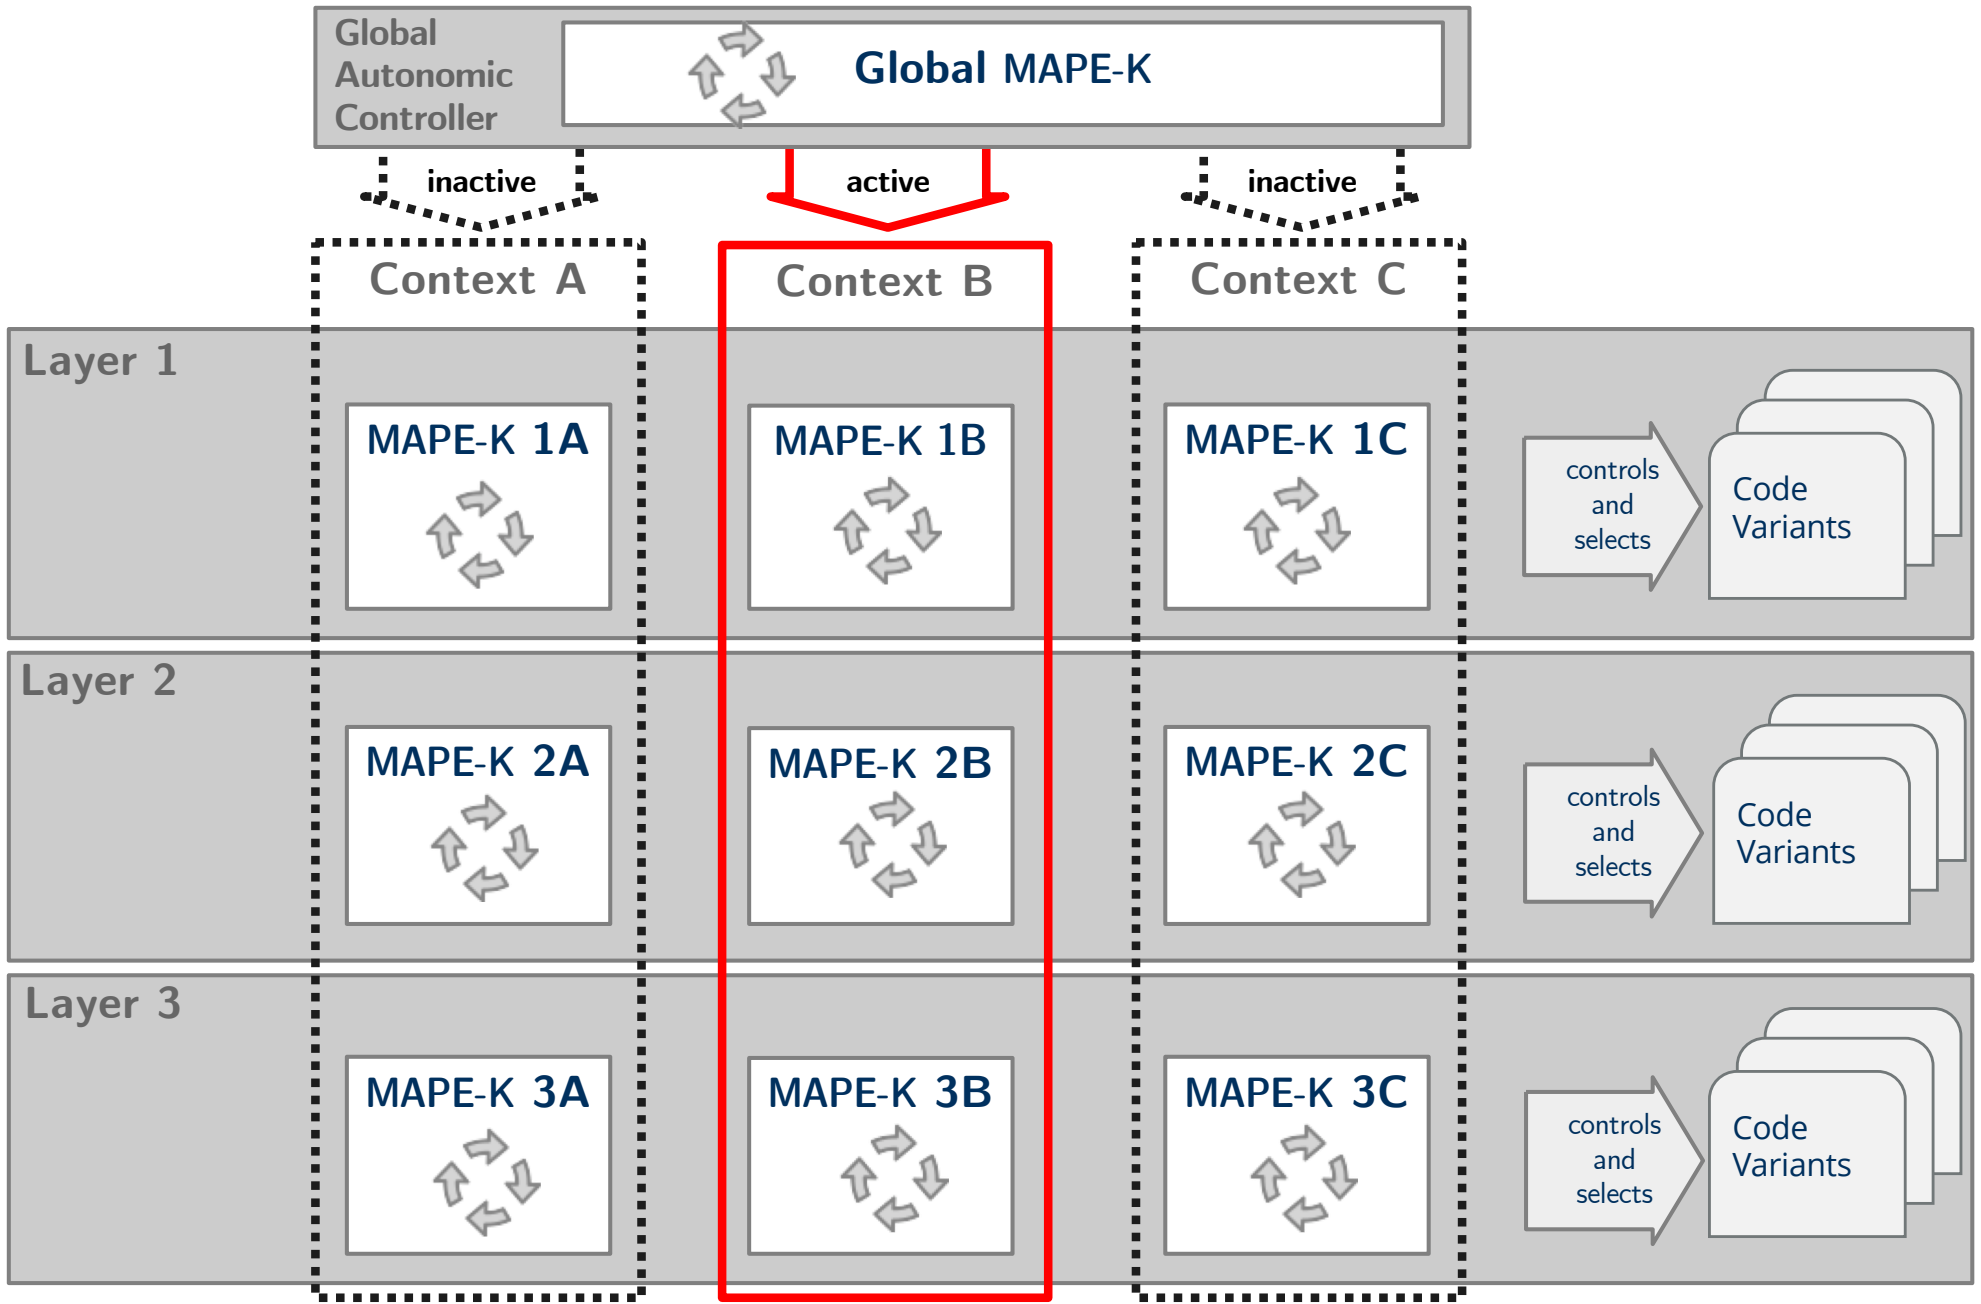 Global
Autonomic
Controller
Global MAPE-K
inactive
active
inactive
Context A
Context B
Context C
Layer 1
MAPE-K 1A
MAPE-K 1B
MAPE-K 1C
controls
and
selects
Code
Variants
Layer 2
MAPE-K 2A
MAPE-K 2B
MAPE-K 2C
controls
and
selects
Code
Variants
Layer 3
MAPE-K 3A
MAPE-K 3B
MAPE-K 3C
controls
and
selects
Code
Variants